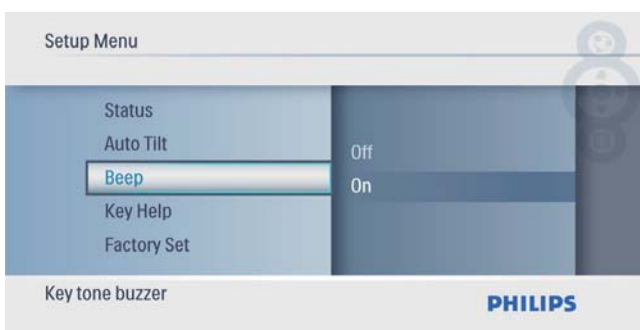 Setup Menu
Status
Auto Tilt
Beep
Key Help
Factory Set
Off
On
Key tone buzzer
PHILIPS